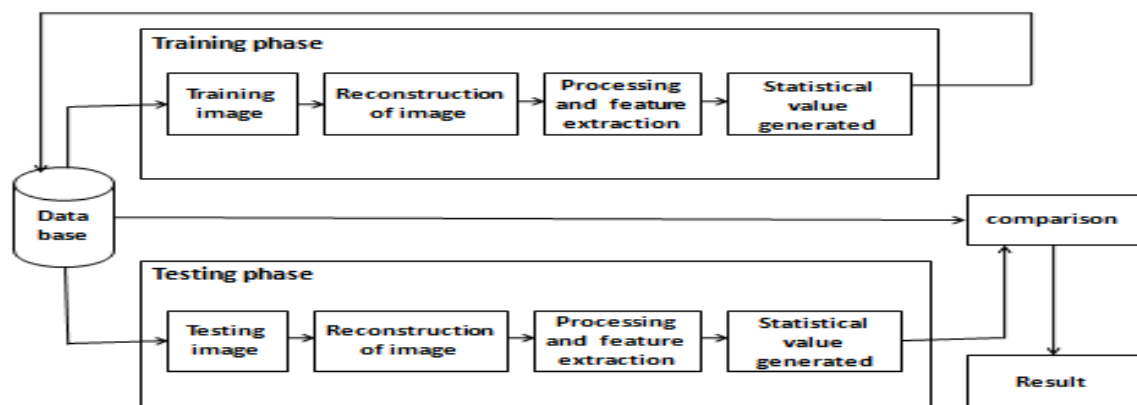 Training phase
Training
image
Reconstruction
of image
Processing
and feature
extraction
Statistical
value
generated
Data
base
comparison
Testing phase
Testing
image
Reconstruction
of image
Processing
and feature
extraction
Statistical
value
generated
Result